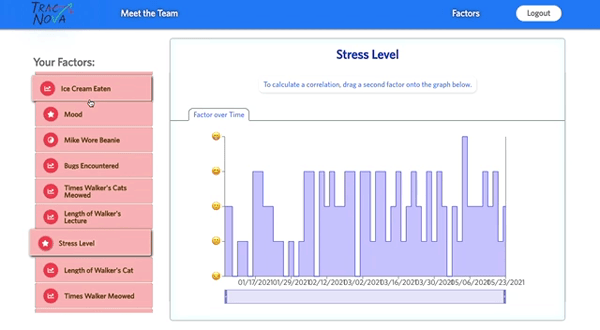 TRAC
NOVA
Meet the Team
Factors
Logout
Your Factors:
Ice Cream Eaten
Mood
Mike Wore Beanie
Bugs Encountered
Times Walker's Cats
Meowed
Length of Walker's
Lecture
Stress Level
Length of Walker's Cat
Times Walker Meowed
Stress Level
To calculate a correlation, drag a second factor onto the graph below.
Factor over Time
01/17/2021 01/29/2021 02/12/2021 03/02/2021 03/16/2021 03/30/2021 05/06/2021 05/23/2021